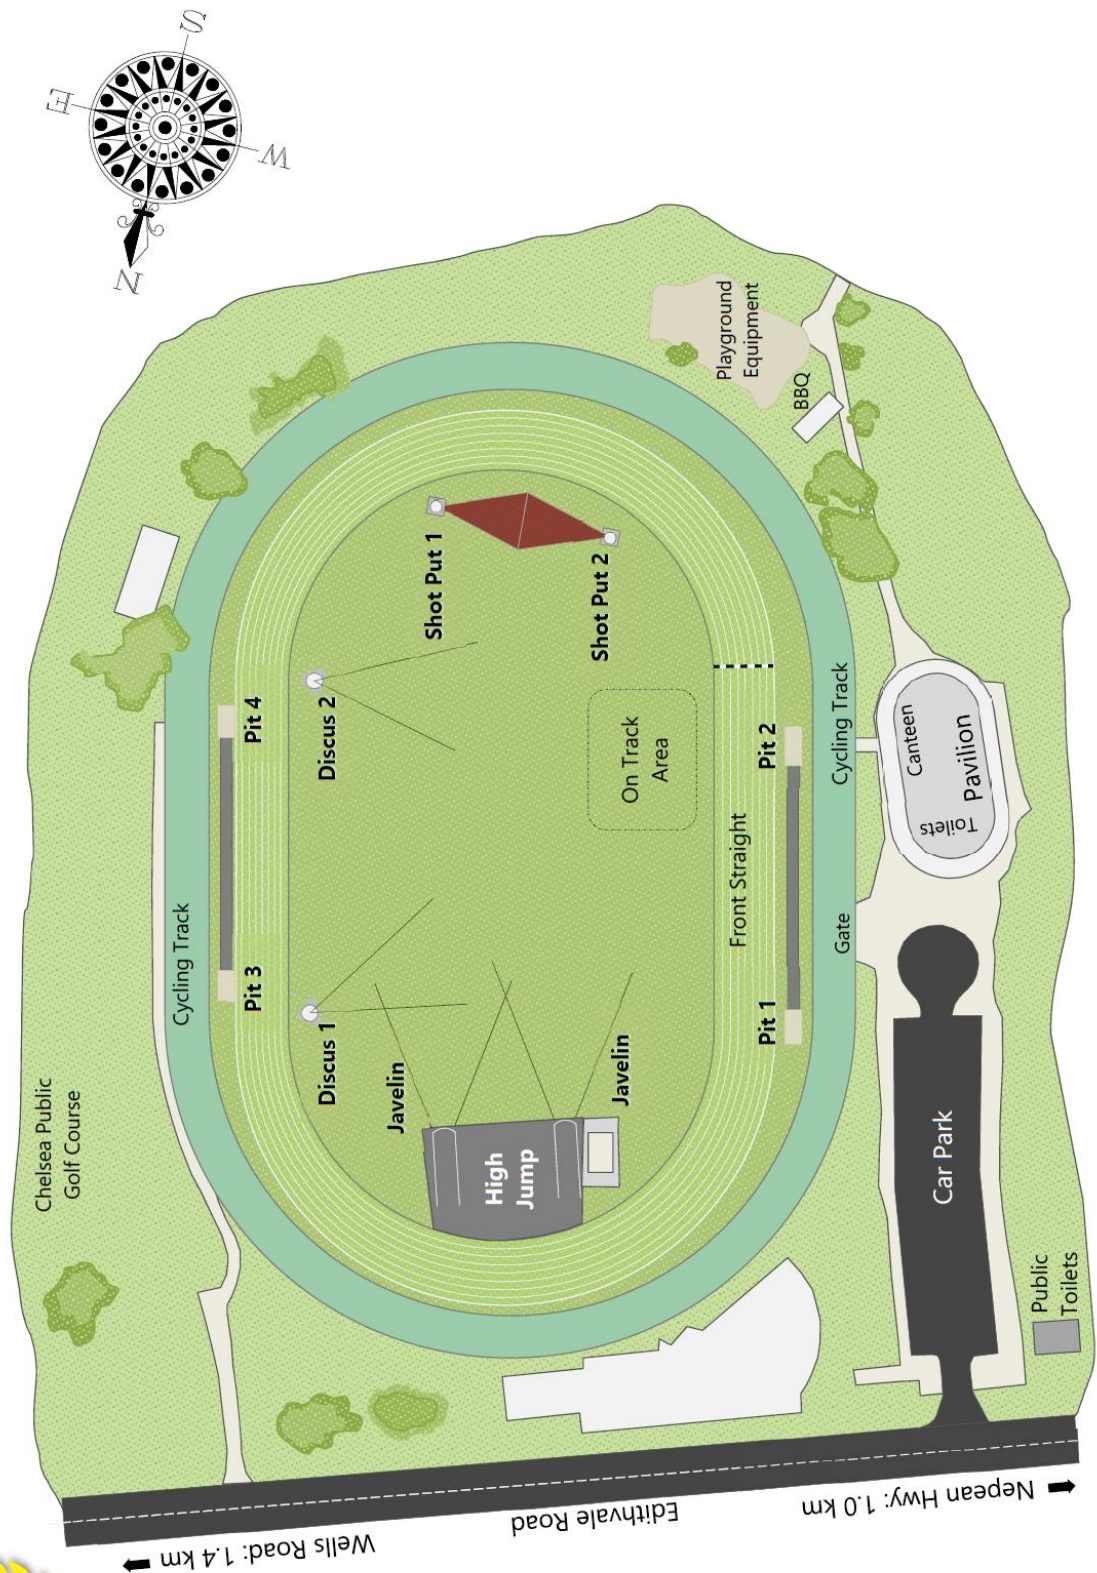 S
E
W
N
Chelsea Public
Golf Course
Cycling Track
Pit 3
Pit 4
Discus 1
Discus 2
Javelin
Javelin
High
Jump
Shot Put 1
Shot Put 2
On Track
Area
Front Straight
Pit 1
Pit 2
Gate
Cycling Track
Playground
Equipment
BBQ
Canteen
Pavilion
Toilets
Car Park
Public
Toilets
Wells Road: 1.4 km
Edithvale Road
Nepean Hwy: 1.0 km